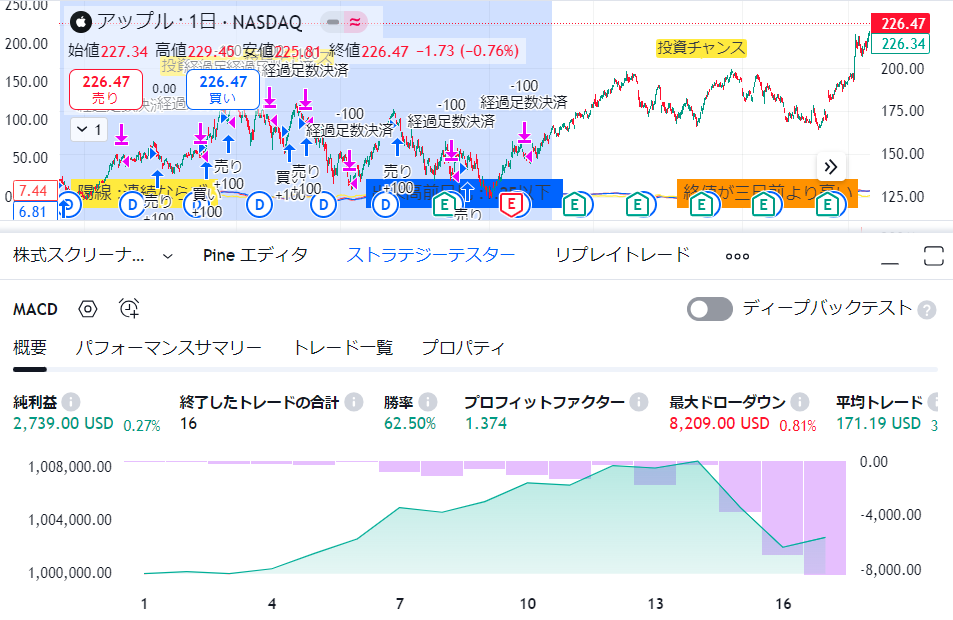 250.00
アップル · 1日 · NASDAQ
始値227.34 高値229.45 安値225.81 終値226.47 −1.73 (−0.76%)
226.47
売り
0.00
226.47
買い
1
200.00
150.00
100.00
50.00
7.44
6.81
投資チャンス
226.47
226.34
200.00
175.00
150.00
125.00
経過足数決済
-100
経過足数決済
-100
経過足数決済
-100
経過足数決済
売り
+100
売り
+100
+100
買い
売り
+100
売り
+100
売り
終値が三日前より高い
D D D D D D E E E E E E E
株式スクリーナ...
Pine エディタ
ストラテジーテスター
リプレイトレード
MACD
ディープバックテスト
概要
パフォーマンスサマリー
トレード一覧
プロパティ
純利益
終了したトレードの合計
勝率
プロフィットファクター
最大ドローダウン
平均トレード
2,739.00 USD 0.27%
16
62.50%
1.374
8,209.00 USD 0.81%
171.19 USD 3
1,008,000.00
1,004,000.00
1,000,000.00
0.00
-4,000.00
-8,000.00
1 4 7 10 13 16